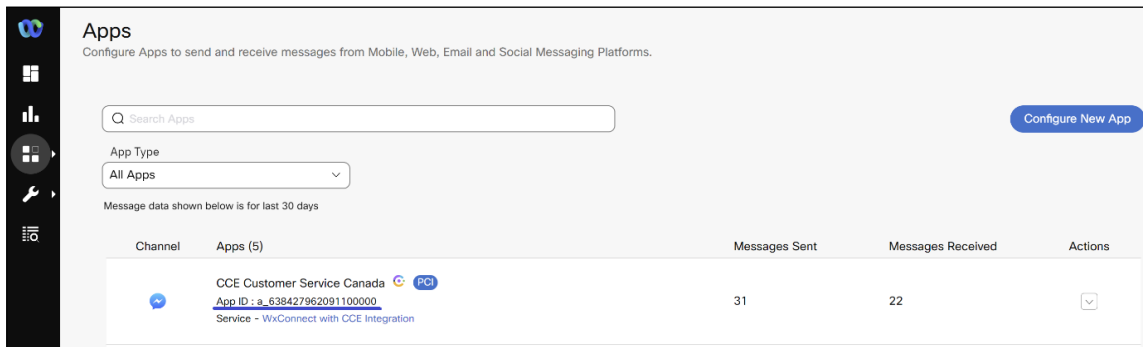 Apps
Configure Apps to send and receive messages from Mobile, Web, Email and Social Messaging Platforms.
Search Apps
Configure New App
App Type
All Apps
Message data shown below is for last 30 days
Channel Apps (5) Messages Sent Messages Received Actions
CCE Customer Service Canada PCI
App ID : a_638427962091100000
31 22
Service - WxConnect with CCE Integration